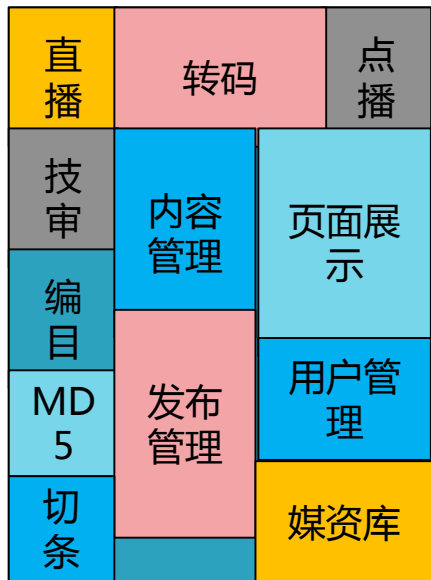 直
播
转码
点
播
技
审
内容
管理
页面展
示
编
目
用户管
理
MD
5
发布
管理
切
条
媒资库